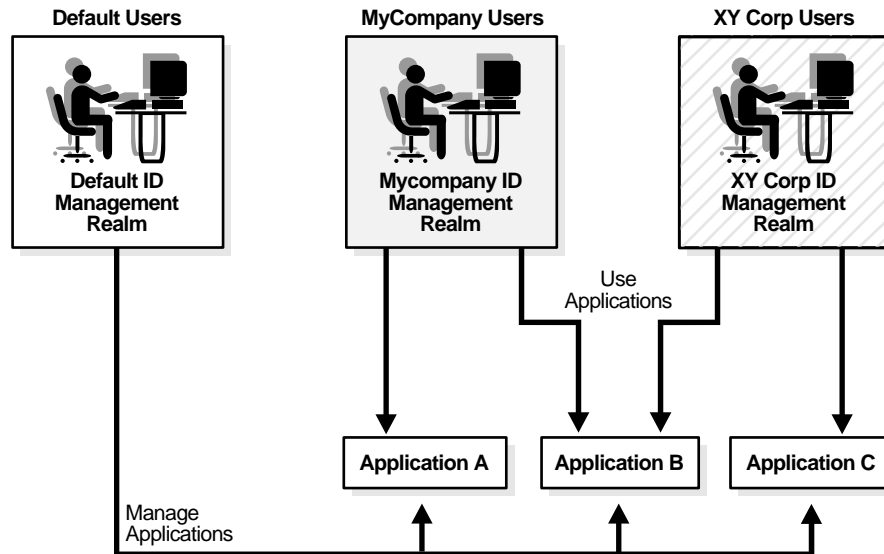 Default Users
MyCompany Users
XY Corp Users
Default ID
Management
Realm
Mycompany ID
Management
Realm
XY Corp ID
Management
Realm
Use
Applications
Application A
Application B
Application C
Manage
Applications